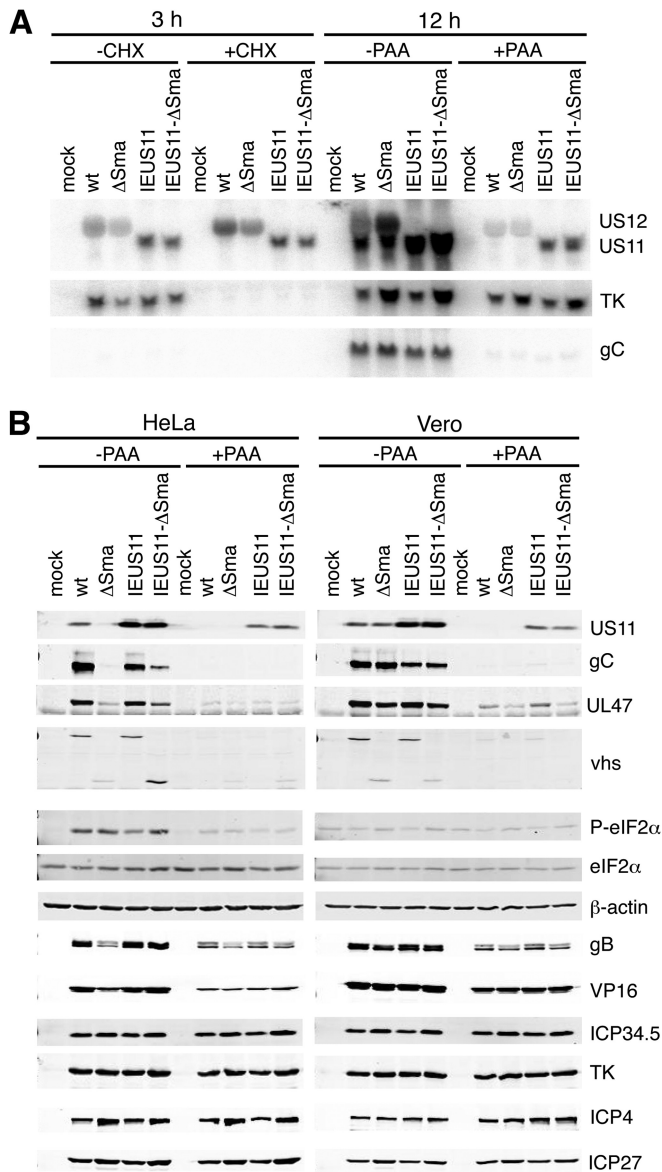 A
3 h 12 h
-CHX +CHX -PAA +PAA
mock wt ΔSma IEUS11 IEUS11-ΔSma mock wt ΔSma IEUS11 IEUS11-ΔSma mock wt ΔSma IEUS11 IEUS11-ΔSma mock wt ΔSma IEUS11 IEUS11-ΔSma
US12
US11
TK
gC
B
HeLa Vero
-PAA +PAA -PAA +PAA
mock wt ΔSma IEUS11 IEUS11-ΔSma mock wt ΔSma IEUS11 IEUS11-ΔSma mock wt ΔSma IEUS11 IEUS11-ΔSma mock wt ΔSma IEUS11 IEUS11-ΔSma
US11
gC
UL47
vhs
P-eIF2α
eIF2α
β-actin
gB
VP16
ICP34.5
TK
ICP4
ICP27